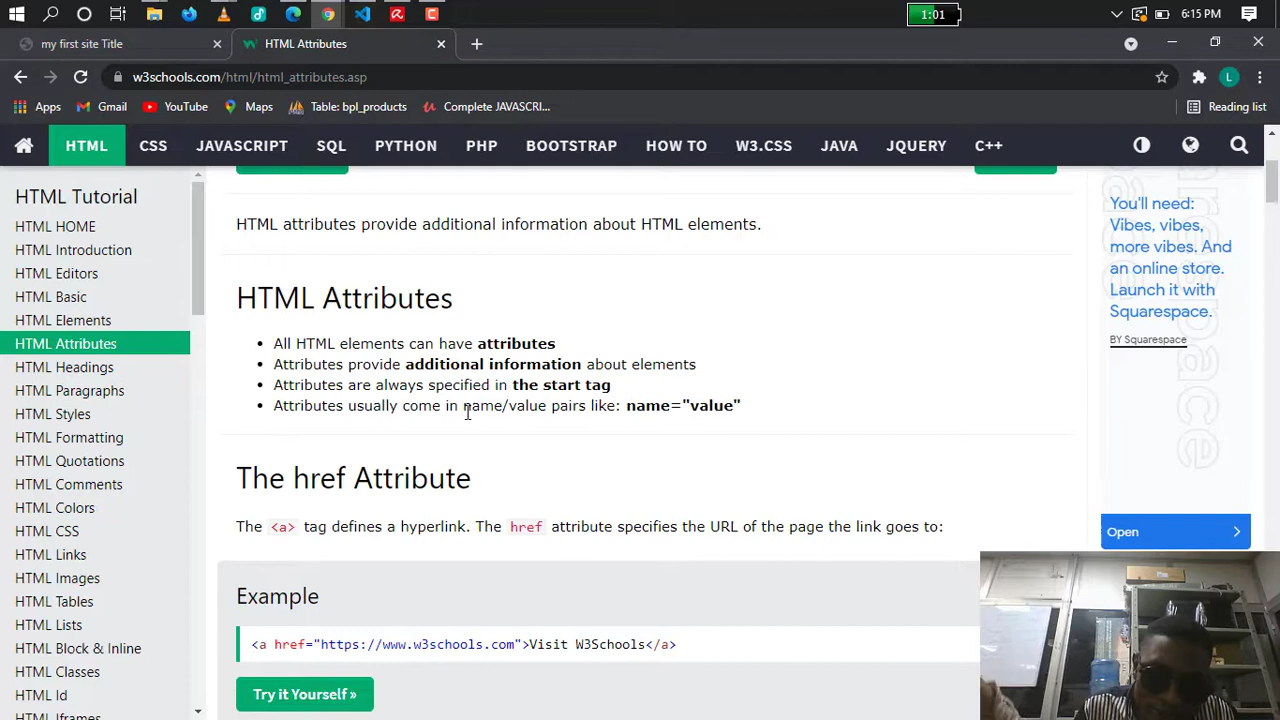 1:01
6:15 PM
my first site Title
HTML Attributes
w3schools.com/html/html_attributes.asp
L
Apps
Gmail
YouTube
Maps
Table: bpl_products
Complete JAVASCRI...
Reading list
HTML
CSS
JAVASCRIPT
SQL
PYTHON
PHP
BOOTSTRAP
HOW TO
W3.CSS
JAVA
JQUERY
C++
HTML Tutorial
HTML HOME
HTML Introduction
HTML Editors
HTML Basic
HTML Elements
HTML Attributes
HTML Headings
HTML Paragraphs
HTML Styles
HTML Formatting
HTML Quotations
HTML Comments
HTML Colors
HTML CSS
HTML Links
HTML Images
HTML Tables
HTML Lists
HTML Block & Inline
HTML Classes
HTML Id
HTML Iframes
HTML attributes provide additional information about HTML elements.
HTML Attributes
All HTML elements can have attributes
Attributes provide additional information about elements
Attributes are always specified in the start tag
Attributes usually come in name/value pairs like: name="value"
The href Attribute
The <a> tag defines a hyperlink. The href attribute specifies the URL of the page the link goes to:
Example
<a href="https://www.w3schools.com">Visit W3Schools</a>
Try it Yourself »
You'll need:
Vibes, vibes,
more vibes. And
an online store.
Launch it with
Squarespace.
BY Squarespace
Open